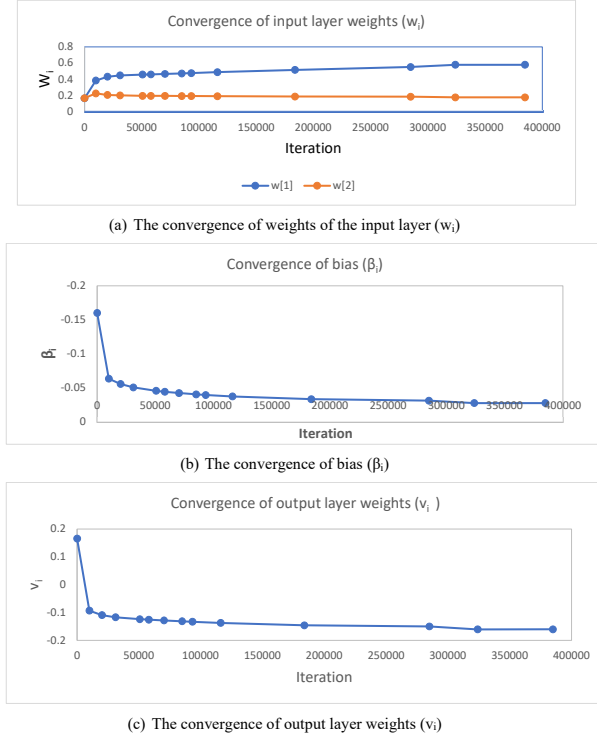 Convergence of input layer weights (wᵢ)
0.8
0.6
0.4
0.2
0
Wᵢ
0 50000 100000 150000 200000 250000 300000 350000 400000
Iteration
w[1] w[2]
(a) The convergence of weights of the input layer (wᵢ)
Convergence of bias (βᵢ)
-0.2
-0.15
-0.1
-0.05
0
βᵢ
0 50000 100000 150000 200000 250000 300000 350000 400000
Iteration
(b) The convergence of bias (βᵢ)
Convergence of output layer weights (vᵢ )
0.2
0.1
0
-0.1
-0.2
vᵢ
0 50000 100000 150000 200000 250000 300000 350000 400000
Iteration
(c) The convergence of output layer weights (vᵢ)